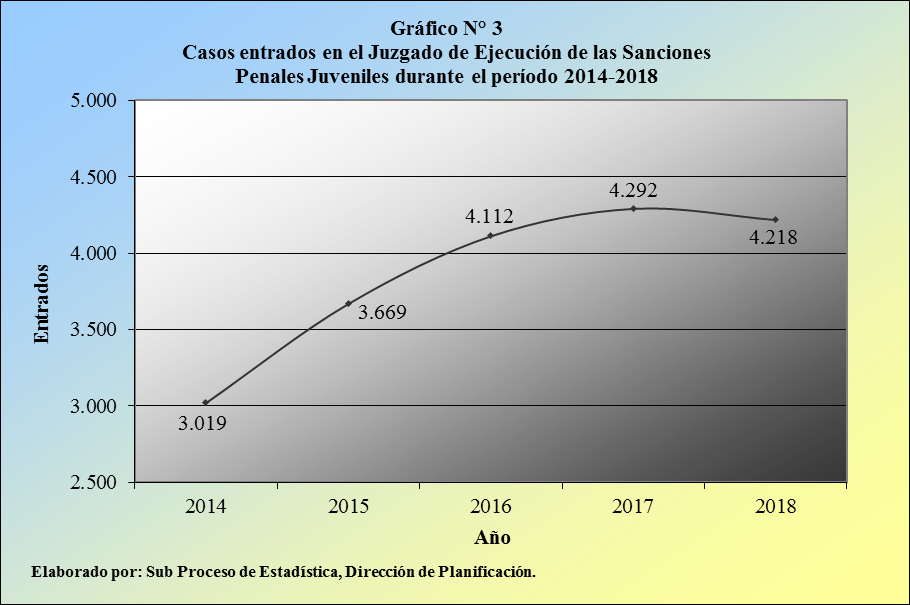 Gráfico N° 3
Casos entrados en el Juzgado de Ejecución de las Sanciones
Penales Juveniles durante el período 2014-2018
5.000
4.500
4.000
3.500
3.000
2.500
Entrados
3.019
3.669
4.112
4.292
4.218
2014
2015
2016
2017
2018
Año
Elaborado por: Sub Proceso de Estadística, Dirección de Planificación.